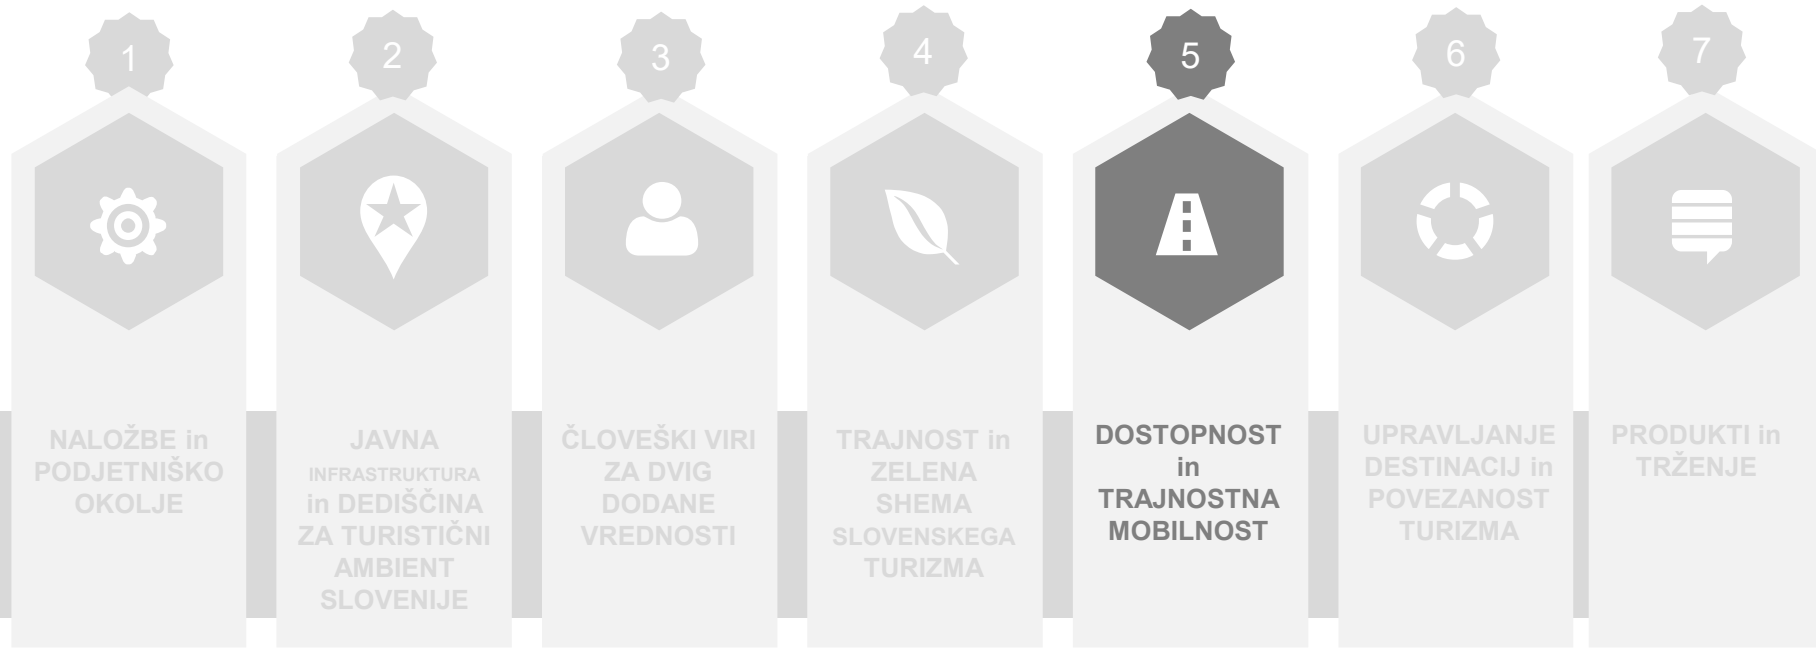 1
NALOŽBE in
PODJETNIŠKO
OKOLJE
2
JAVNA
INFRASTRUKTURA
in DEDIŠČINA
ZA TURISTIČNI
AMBIENT
SLOVENIJE
3
ČLOVEŠKI VIRI
ZA DVIG
DODANE
VREDNOSTI
4
TRAJNOST in
ZELENA
SHEMA
SLOVENSKEGA
TURIZMA
5
DOSTOPNOST
in
TRAJNOSTNA
MOBILNOST
6
UPRAVLJANJE
DESTINACIJ in
POVEZANOST
TURIZMA
7
PRODUKTI in
TRŽENJE